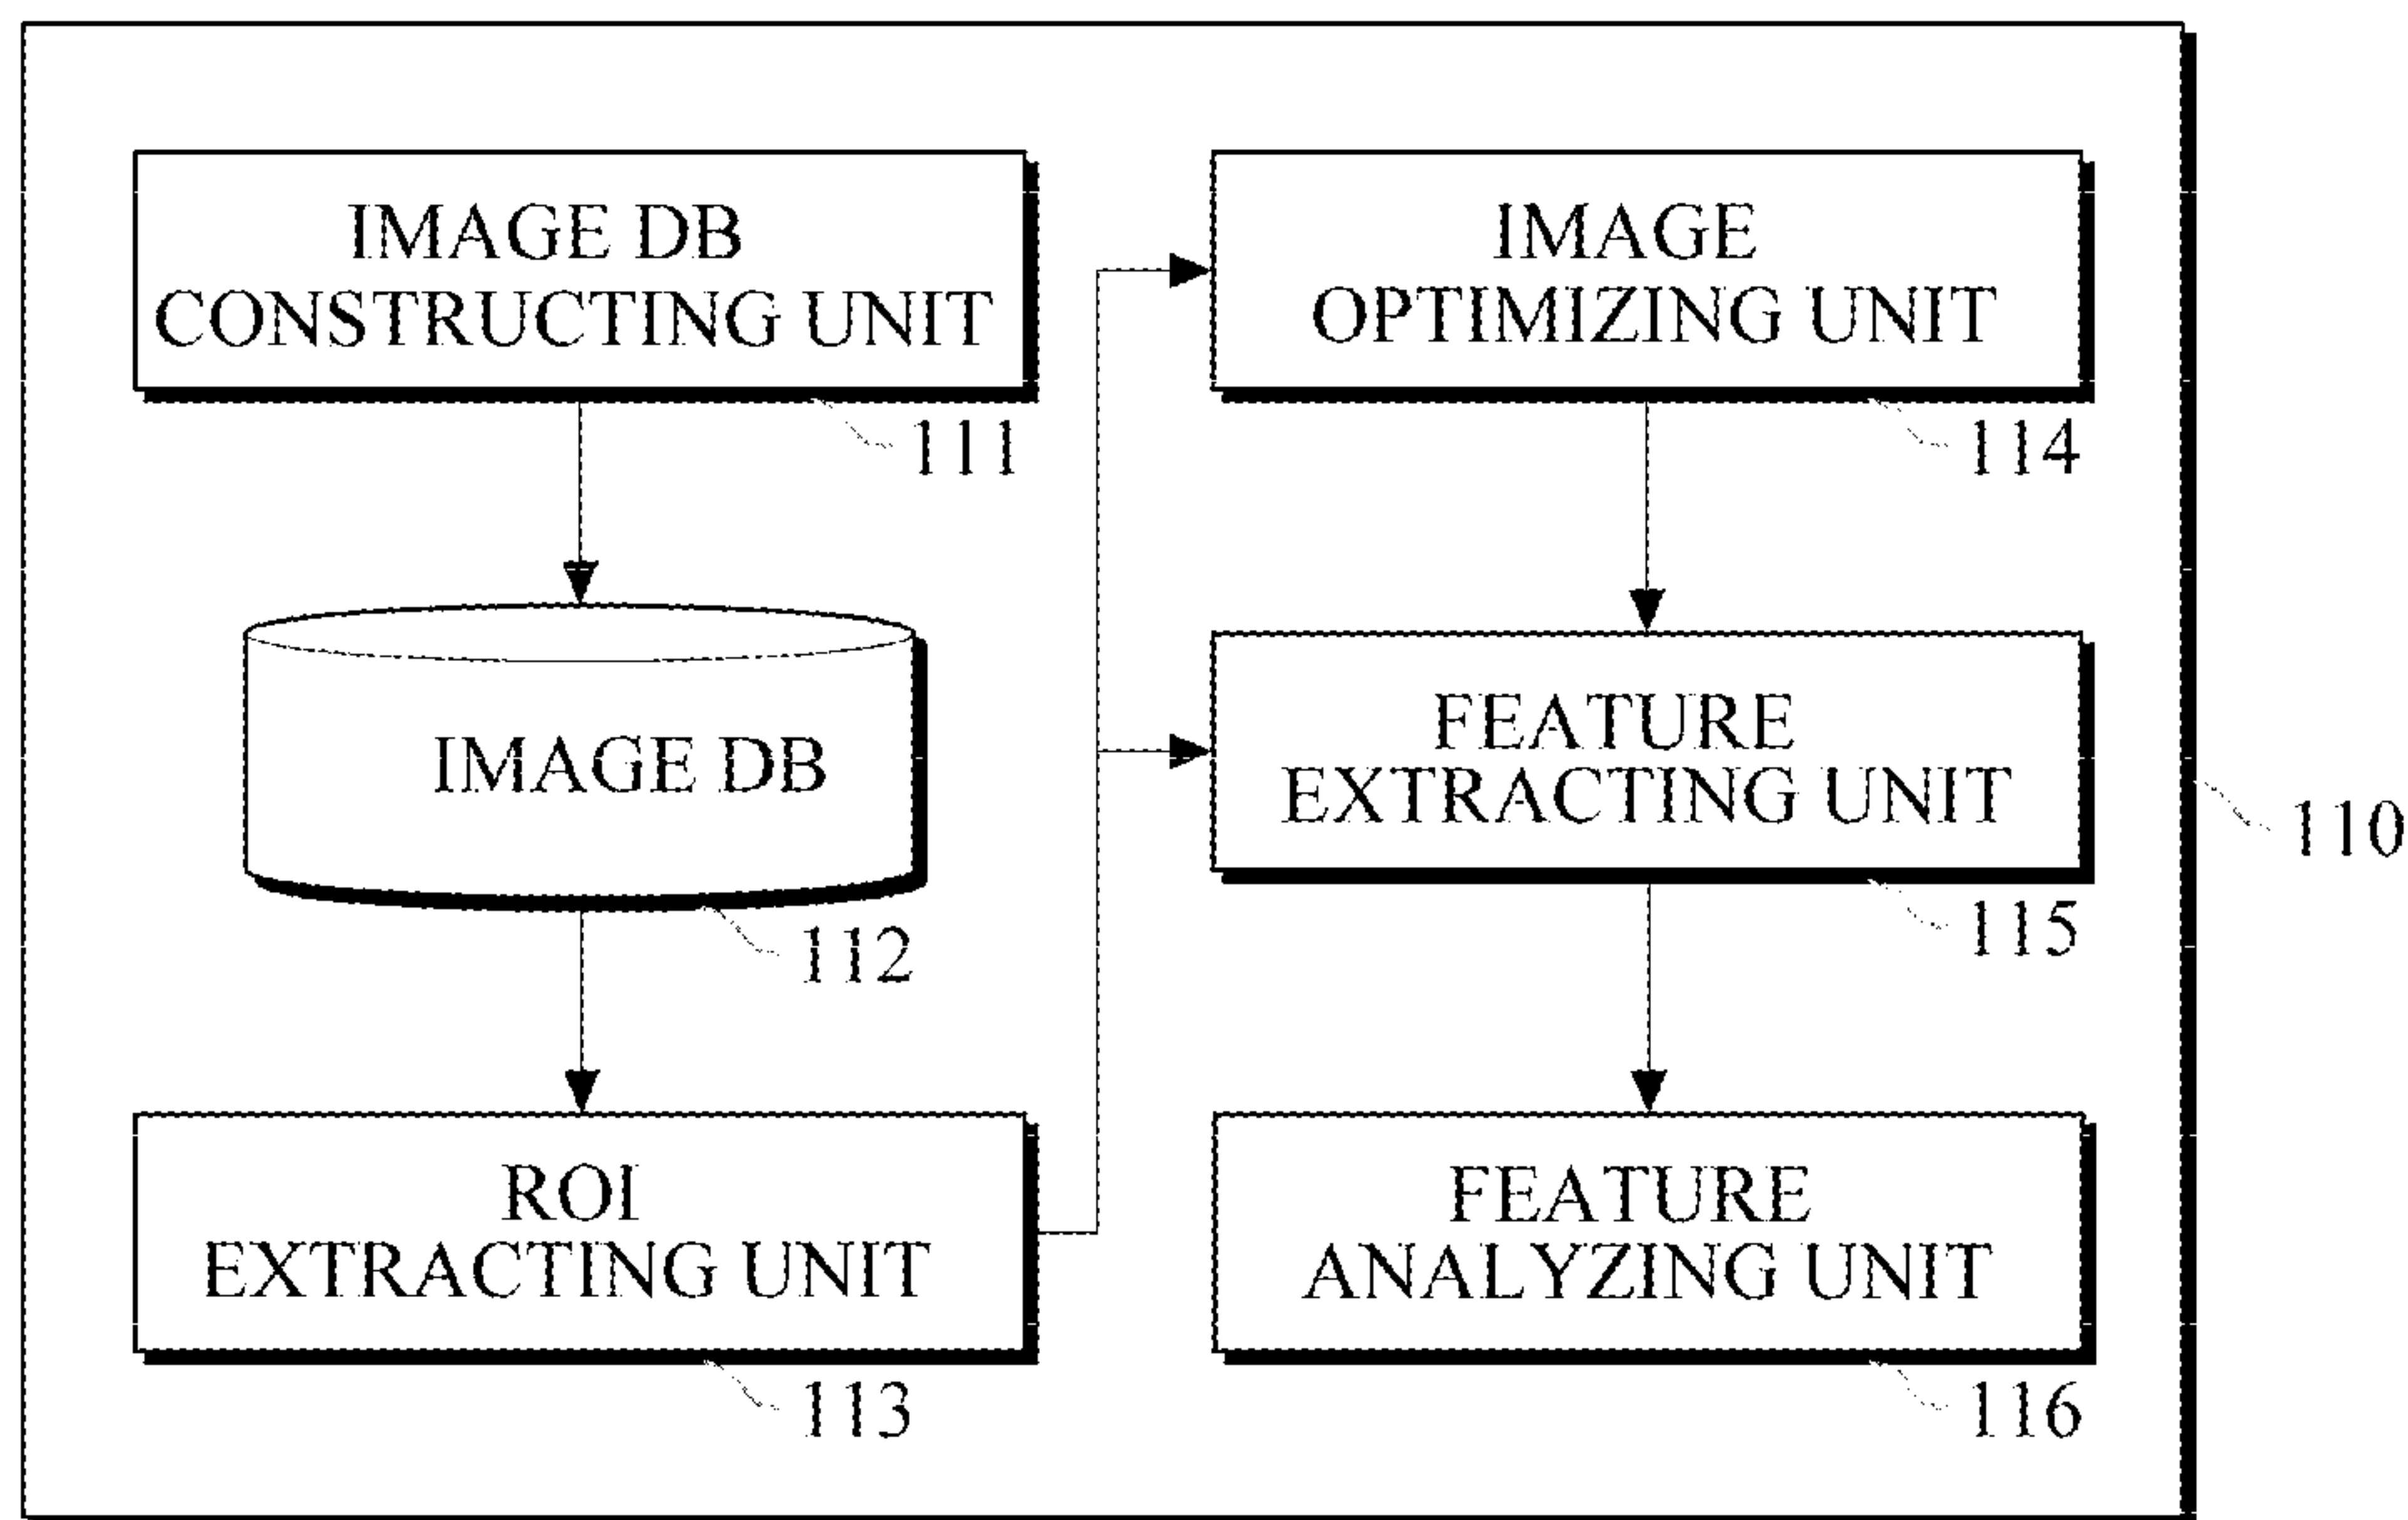 IMAGE DB
CONSTRUCTING UNIT
111
IMAGE DB
112
ROI
EXTRACTING UNIT
113
IMAGE
OPTIMIZING UNIT
114
FEATURE
EXTRACTING UNIT
115
FEATURE
ANALYZING UNIT
116
110